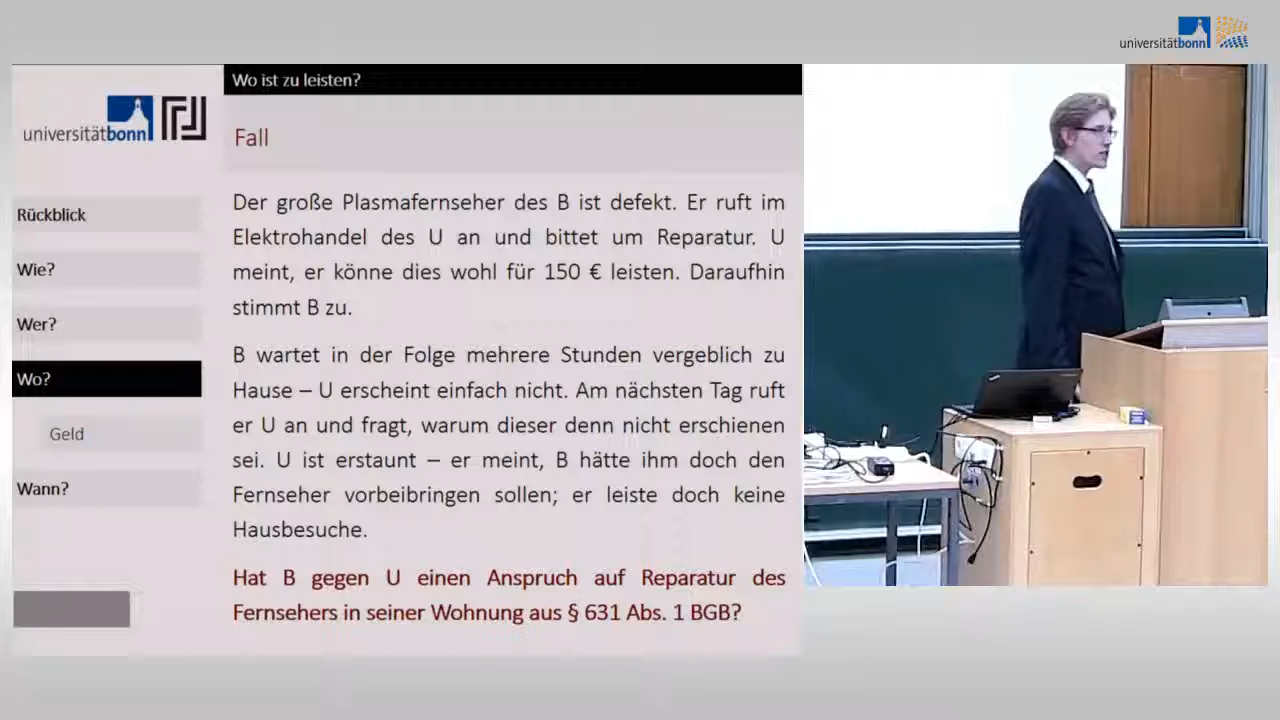 universitätbonn
Wo ist zu leisten?
universitätbonn
Fall
Rückblick
Wie?
Wer?
Wo?
Geld
Wann?
Der große Plasmafernseher des B ist defekt. Er ruft im
Elektrohandel des U an und bittet um Reparatur. U
meint, er könne dies wohl für 150 € leisten. Daraufhin
stimmt B zu.
B wartet in der Folge mehrere Stunden vergeblich zu
Hause – U erscheint einfach nicht. Am nächsten Tag ruft
er U an und fragt, warum dieser denn nicht erschienen
sei. U ist erstaunt – er meint, B hätte ihm doch den
Fernseher vorbeibringen sollen; er leiste doch keine
Hausbesuche.
Hat B gegen U einen Anspruch auf Reparatur des
Fernsehers in seiner Wohnung aus § 631 Abs. 1 BGB?